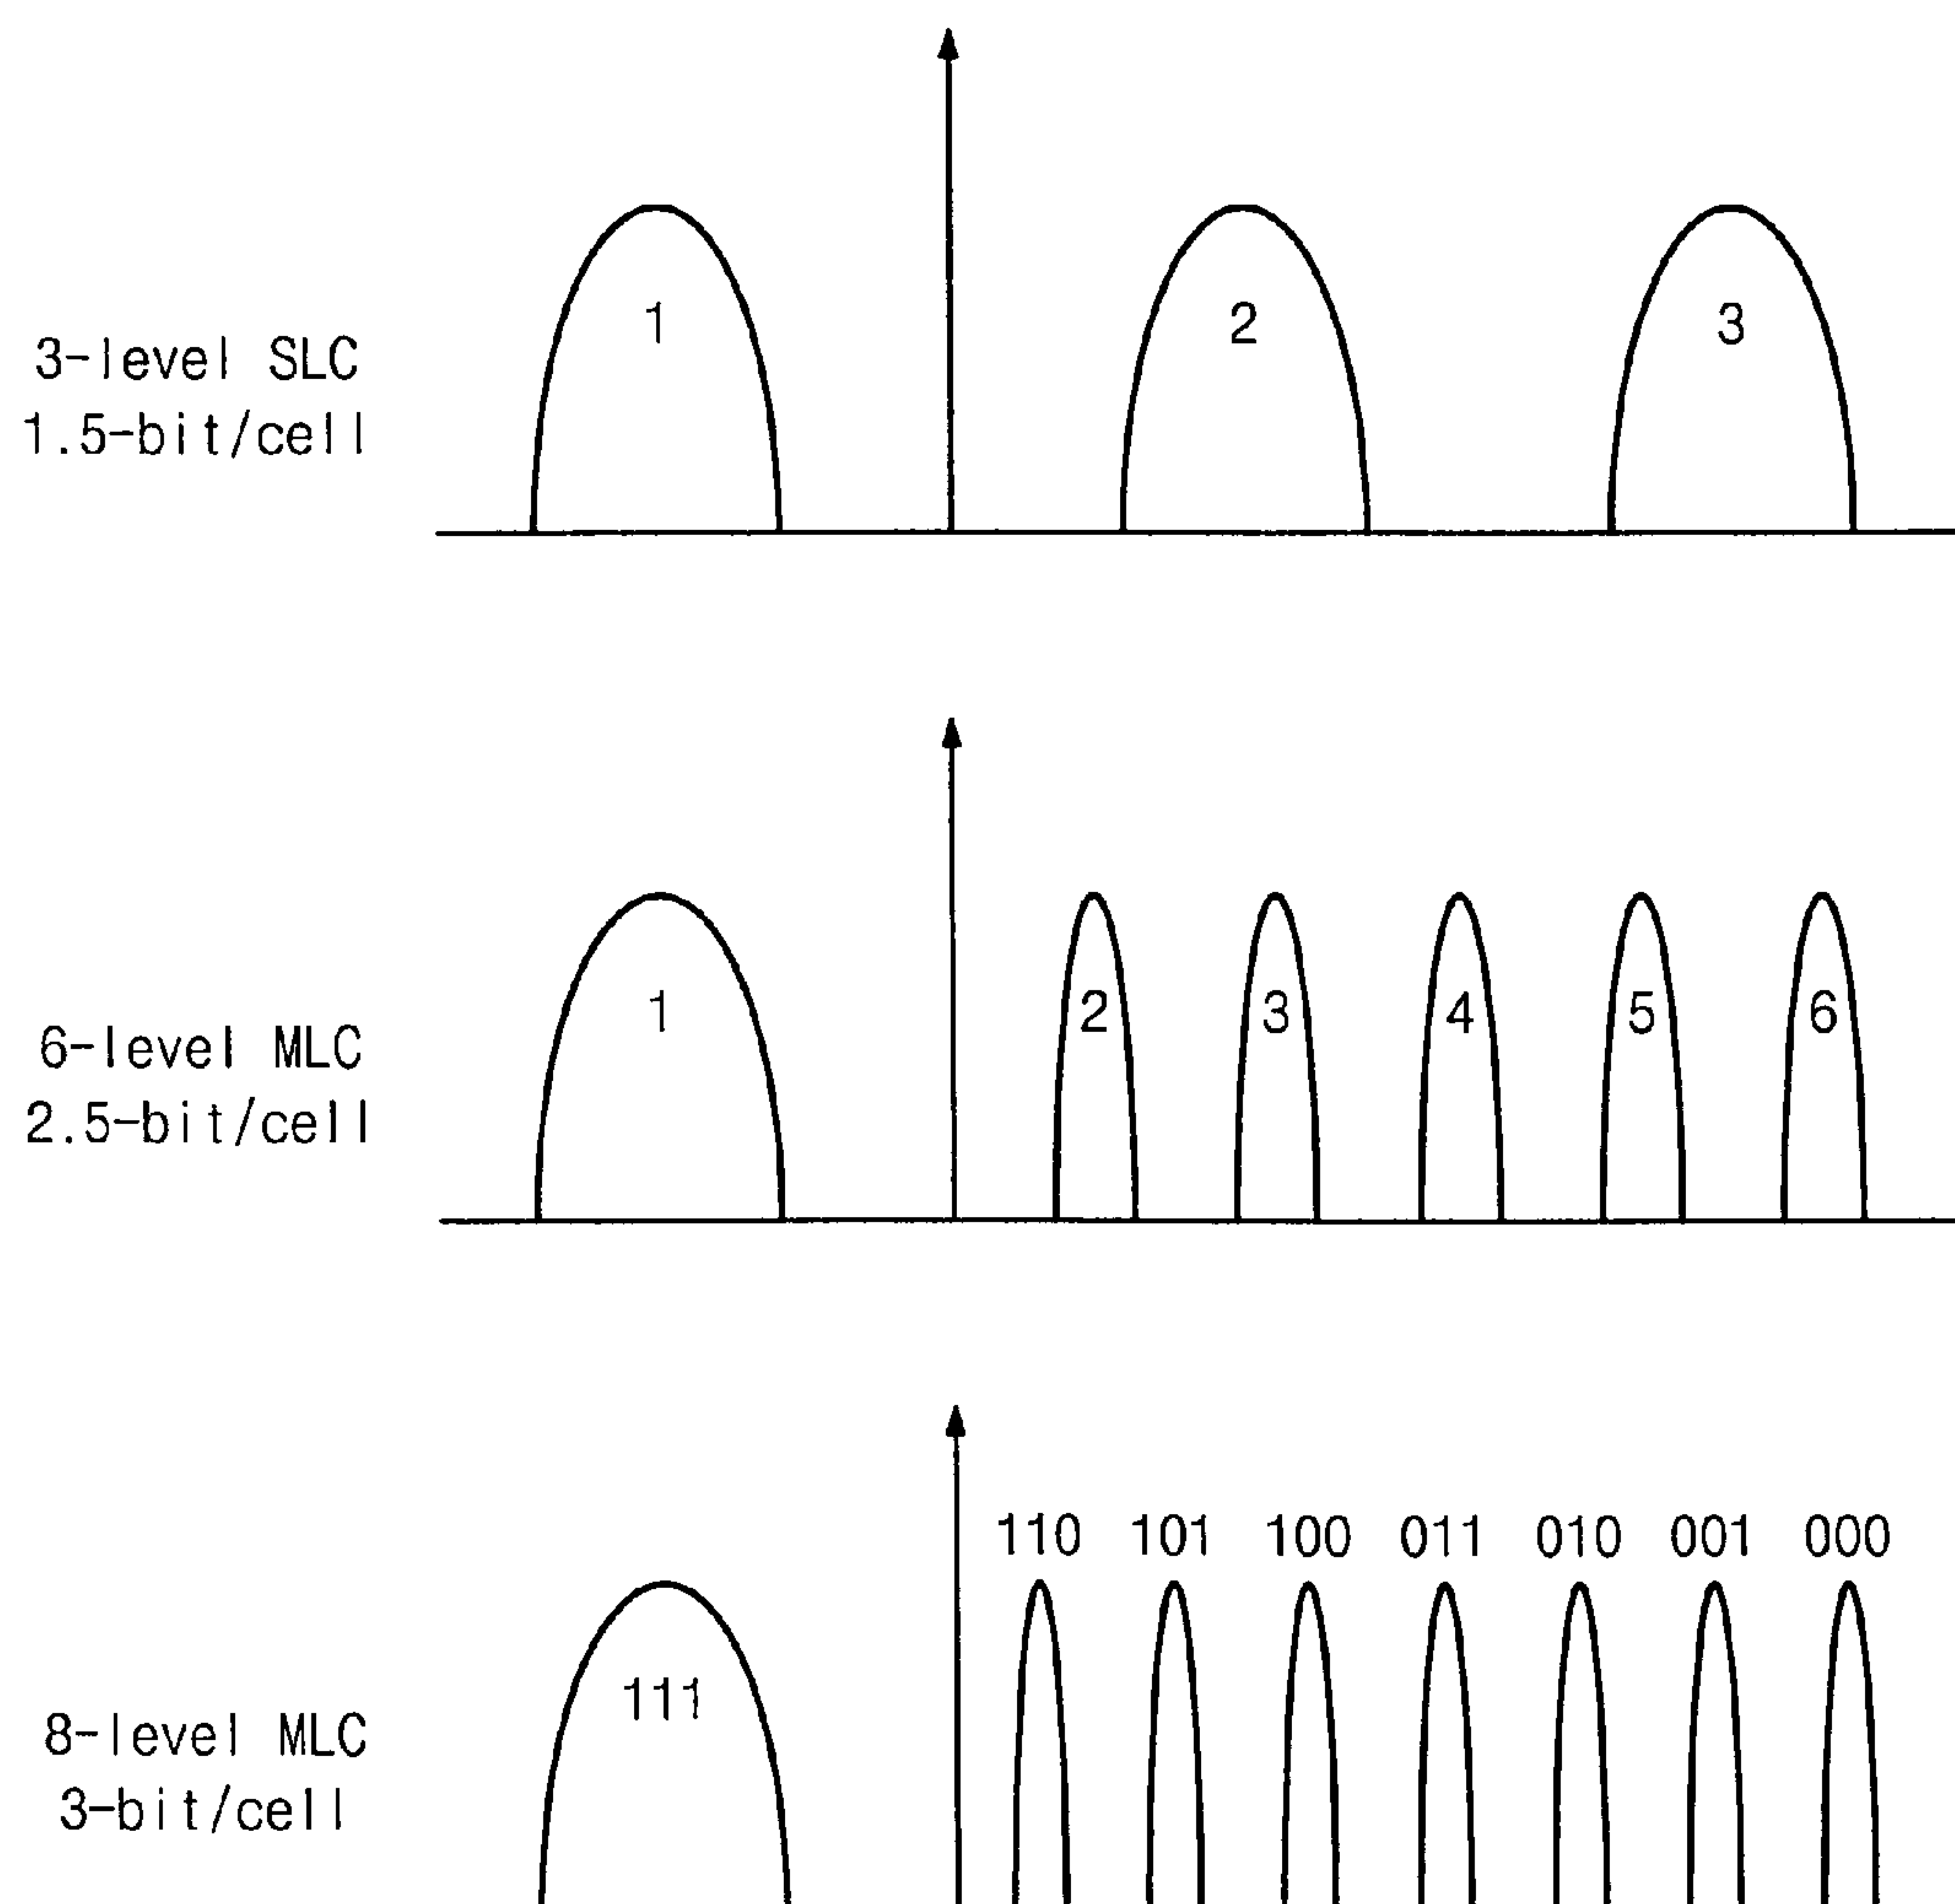 3-level SLC
1.5-bit/cell
1
2
3
6-level MLC
2.5-bit/cell
1
2
3
4
5
6
8-level MLC
3-bit/cell
111
110 101 100 011 010 001 000